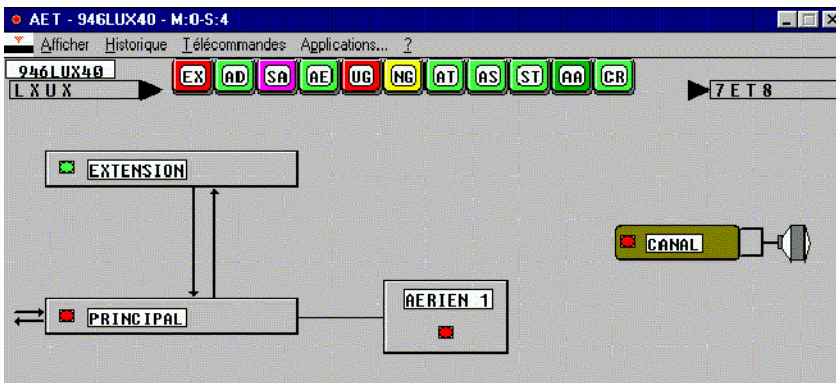 AET - 946LUX40 - M:0-S:4
Afficher Historique Télécommandes Applications... ?
946LUX40
LXUX
EX AD SA AE UG NG AT AS ST AA CR
7ET8
EXTENSION
CANAL
AERIEN 1
PRINCIPAL